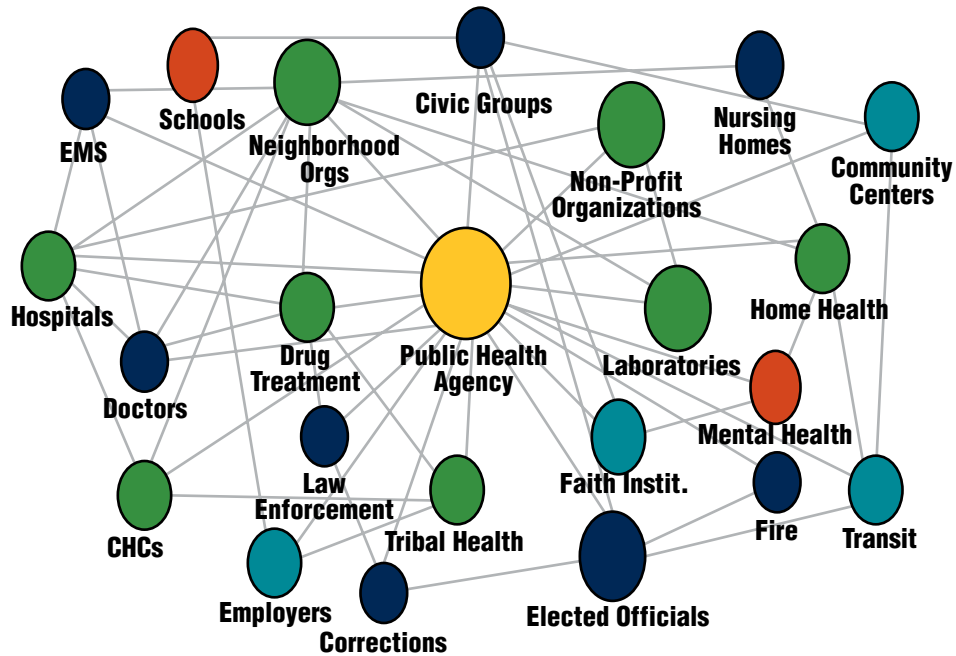 Civic Groups
Schools
Nursing
Homes
Neighborhood
Orgs
EMS
Community
Centers
Non-Profit
Organizations
Hospitals
Home Health
Drug
Treatment
Public Health
Agency
Laboratories
Doctors
Mental Health
Law
Enforcement
Faith Instit.
Fire
Transit
CHCs
Tribal Health
Employers
Elected Officials
Corrections